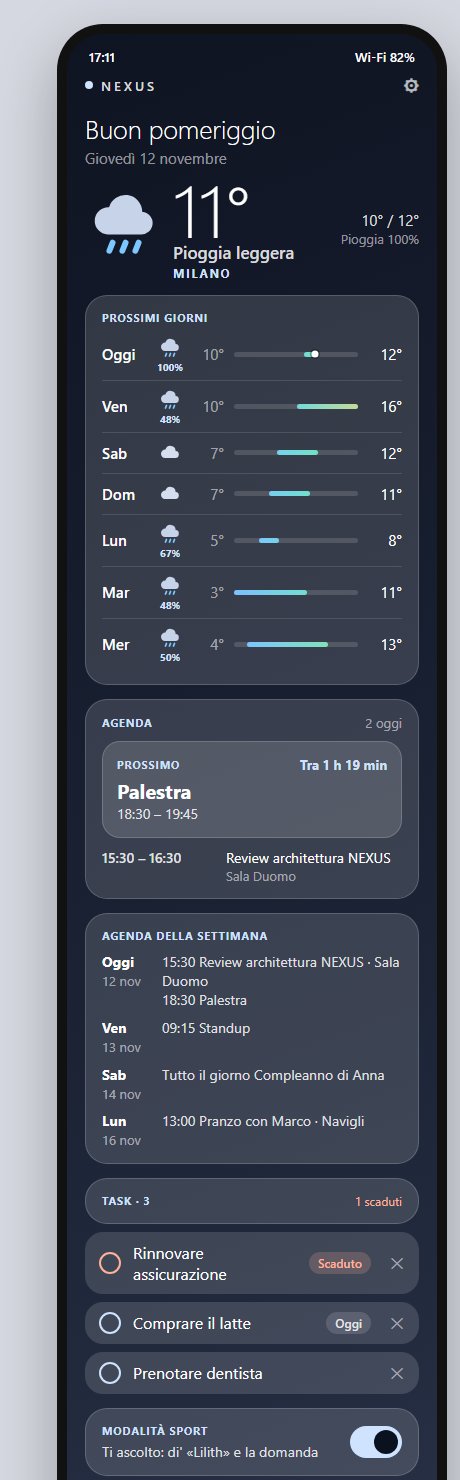 17:11 Wi-Fi 82%
NEXUS
Buon pomeriggio
Giovedì 12 novembre
11°
10° / 12°
Pioggia 100%
Pioggia leggera
MILANO
PROSSIMI GIORNI
Oggi 100% 10° 12°
Ven 48% 10° 16°
Sab 7° 12°
Dom 7° 11°
Lun 67% 5° 8°
Mar 48% 3° 11°
Mer 50% 4° 13°
AGENDA 2 oggi
PROSSIMO Tra 1 h 19 min
Palestra
18:30 – 19:45
15:30 – 16:30 Review architettura NEXUS
Sala Duomo
AGENDA DELLA SETTIMANA
Oggi 15:30 Review architettura NEXUS · Sala
12 nov Duomo
18:30 Palestra
Ven 09:15 Standup
13 nov
Sab Tutto il giorno Compleanno di Anna
14 nov
Lun 13:00 Pranzo con Marco · Navigli
16 nov
TASK · 3 1 scaduti
Rinnovare
assicurazione Scaduto
Comprare il latte Oggi
Prenotare dentista
MODALITÀ SPORT
Ti ascolto: di' «Lilith» e la domanda